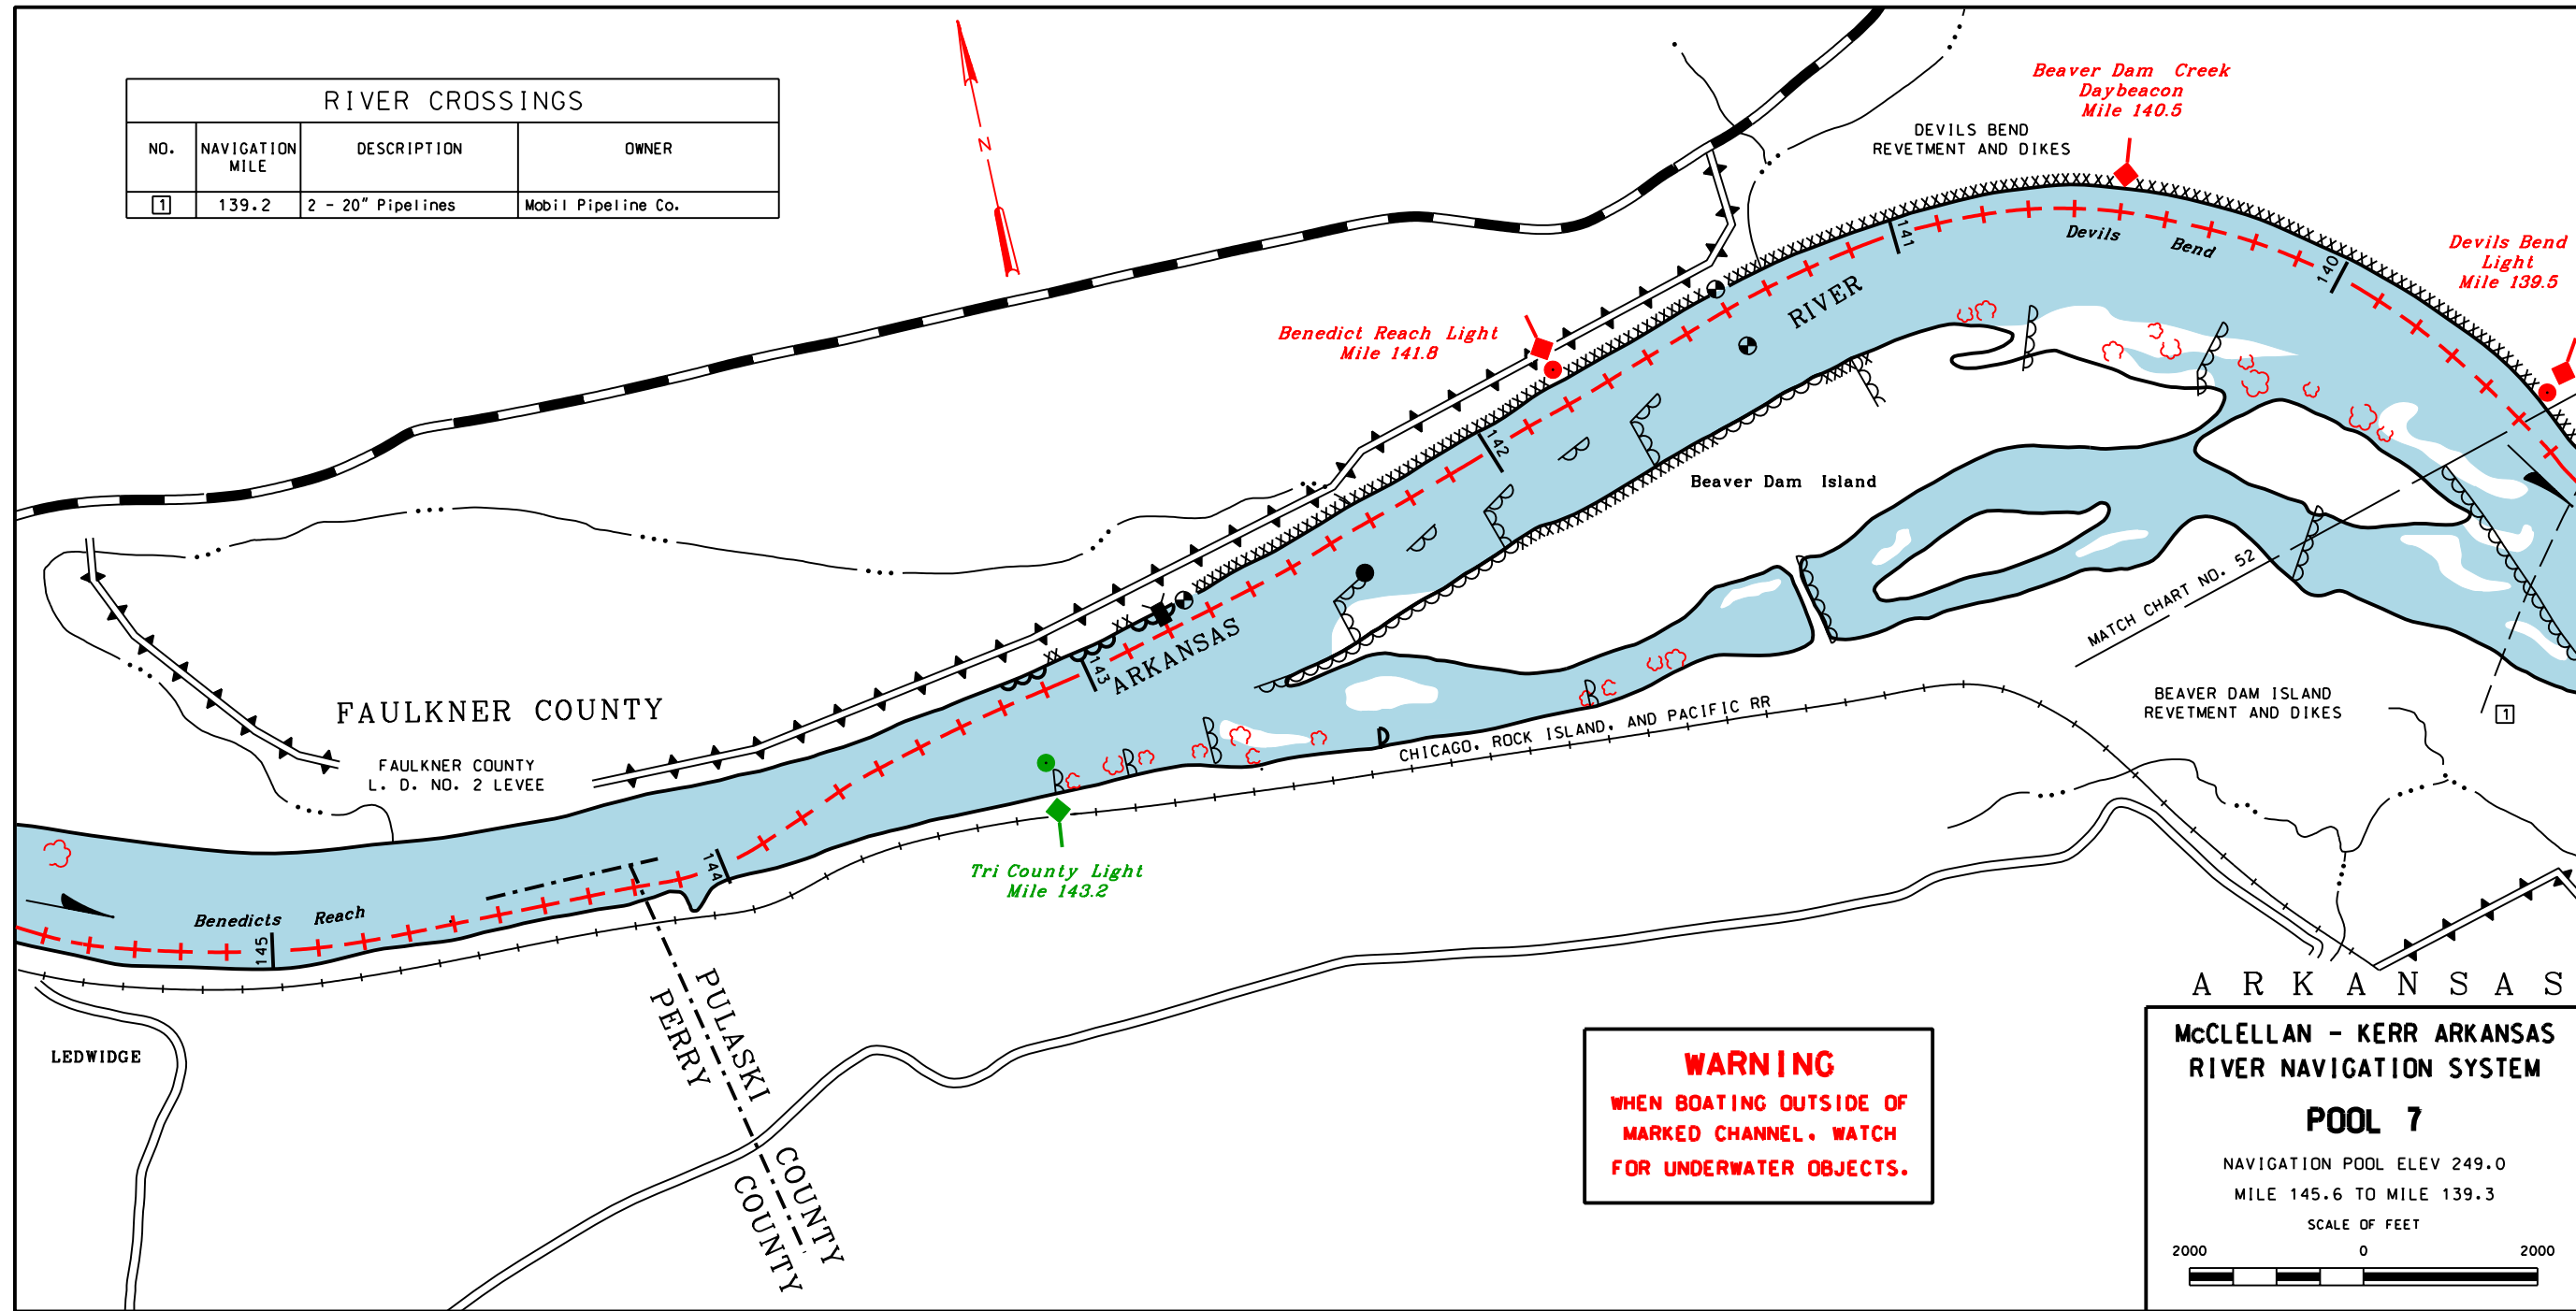 RIVER CROSSINGS
NO. NAVIGATION MILE DESCRIPTION OWNER
1 139.2 2 - 20" Pipelines Mobil Pipeline Co.
N
Beaver Dam Creek
Daybeacon
Mile 140.5
DEVILS BEND
REVETMENT AND DIKES
Devils Bend
Light
Mile 139.5
141
Devils Bend
140
RIVER
Benedict Reach Light
Mile 141.8
142
Beaver Dam Island
MATCH CHART NO. 52
ARKANSAS
143
FAULKNER COUNTY
FAULKNER COUNTY
L. D. NO. 2 LEVEE
CHICAGO, ROCK ISLAND, AND PACIFIC RR
BEAVER DAM ISLAND
REVETMENT AND DIKES
1
Tri County Light
Mile 143.2
144
Benedicts Reach
145
PULASKI COUNTY
PERRY COUNTY
LEDWIDGE
ARKANSAS
WARNING
WHEN BOATING OUTSIDE OF
MARKED CHANNEL, WATCH
FOR UNDERWATER OBJECTS.
McCLELLAN - KERR ARKANSAS
RIVER NAVIGATION SYSTEM
POOL 7
NAVIGATION POOL ELEV 249.0
MILE 145.6 TO MILE 139.3
SCALE OF FEET
2000 0 2000